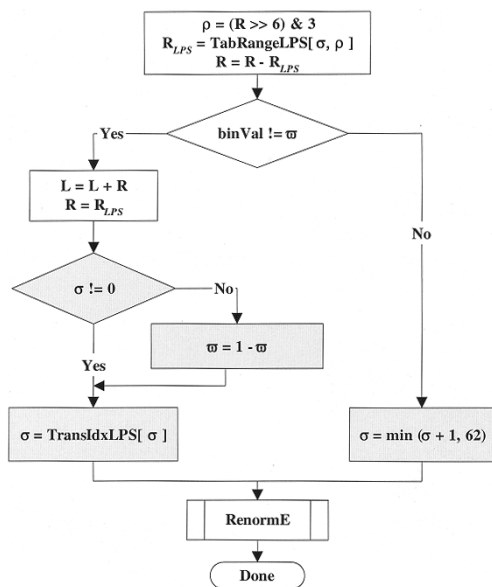 ρ = (R >> 6) & 3
R_LPS = TabRangeLPS[ σ, ρ ]
R = R - R_LPS
binVal != ϖ
Yes
L = L + R
R = R_LPS
No
σ != 0
No
ϖ = 1 - ϖ
Yes
σ = TransIdxLPS[ σ ]
σ = min (σ + 1, 62)
RenormE
Done